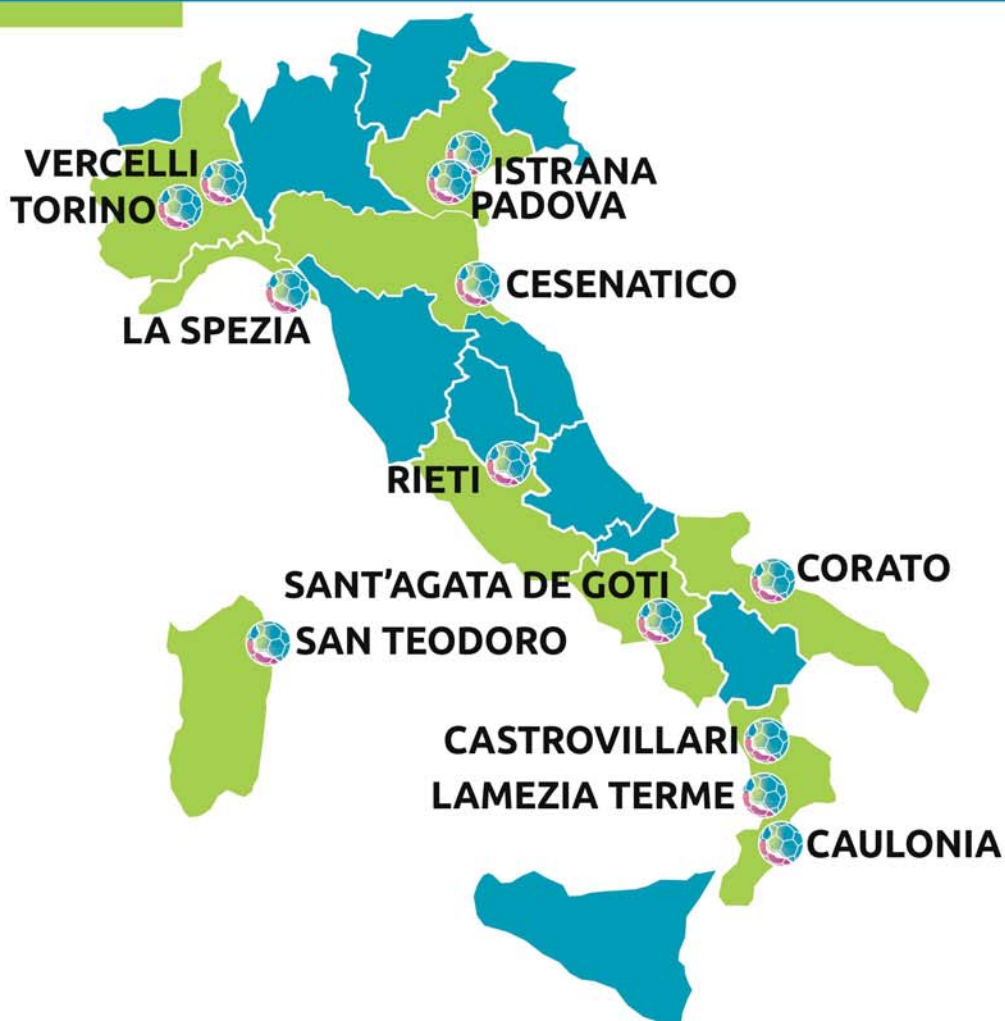 VERCELLI
TORINO
ISTRANA
PADOVA
CESENATICO
LA SPEZIA
RIETI
CORATO
SANT'AGATA DE GOTI
SAN TEODORO
CASTROVILLARI
LAMEZIA TERME
CAULONIA